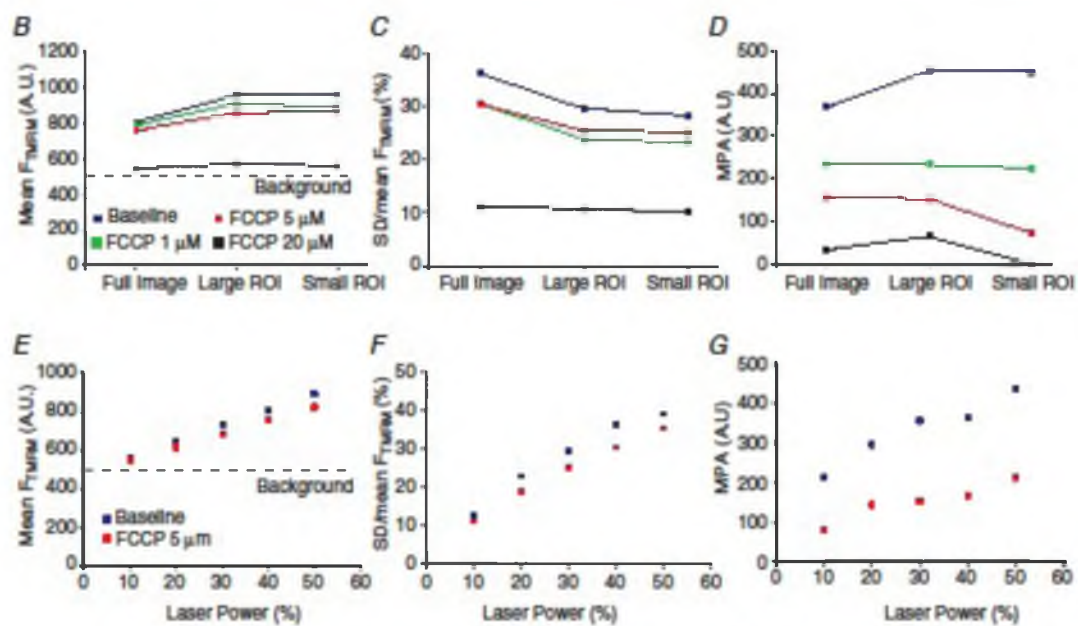 B
Mean FTMRM (A.U.)
1200
1000
800
600
400
200
0
Background
Baseline
FCCP 5 μM
FCCP 1 μM
FCCP 20 μM
Full Image Large ROI Small ROI
C
SD/mean FTMRM (%)
40
30
20
10
0
Full Image Large ROI Small ROI
D
MPA (A.U)
500
400
300
200
100
0
Full Image Large ROI Small ROI
E
Mean FTMRM (A.U.)
1000
800
600
400
200
0
Background
Baseline
FCCP 5 μm
0 10 20 30 40 50 60
Laser Power (%)
F
SD/mean FTMRM (%)
50
40
30
20
10
0
0 10 20 30 40 50 60
Laser Power (%)
G
MPA (A.U)
500
400
300
200
100
0
0 10 20 30 40 50 60
Laser Power (%)